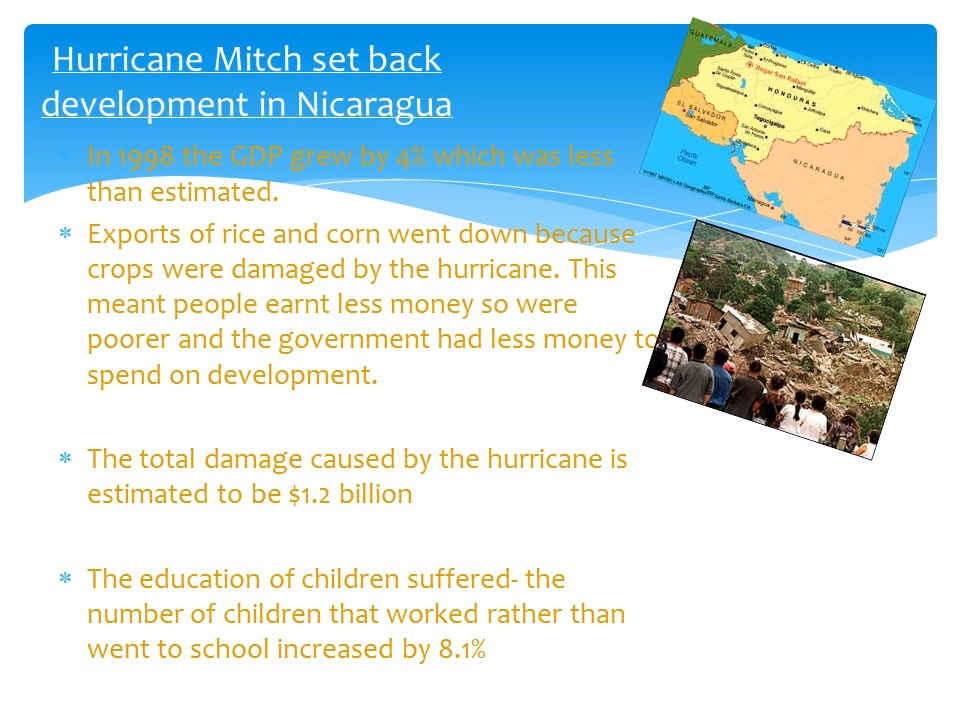 Hurricane Mitch set back
development in Nicaragua
In 1998 the GDP grew by 4% which was less
than estimated.
Exports of rice and corn went down because
crops were damaged by the hurricane. This
meant people earnt less money so were
poorer and the government had less money to
spend on development.
The total damage caused by the hurricane is
estimated to be $1.2 billion
The education of children suffered- the
number of children that worked rather than
went to school increased by 8.1%
GUATEMALA
Hogar San Rafael
HONDURAS
Tegucigalpa
EL SALVADOR
San Salvador
Pacific
Ocean
NICARAGUA
Managua